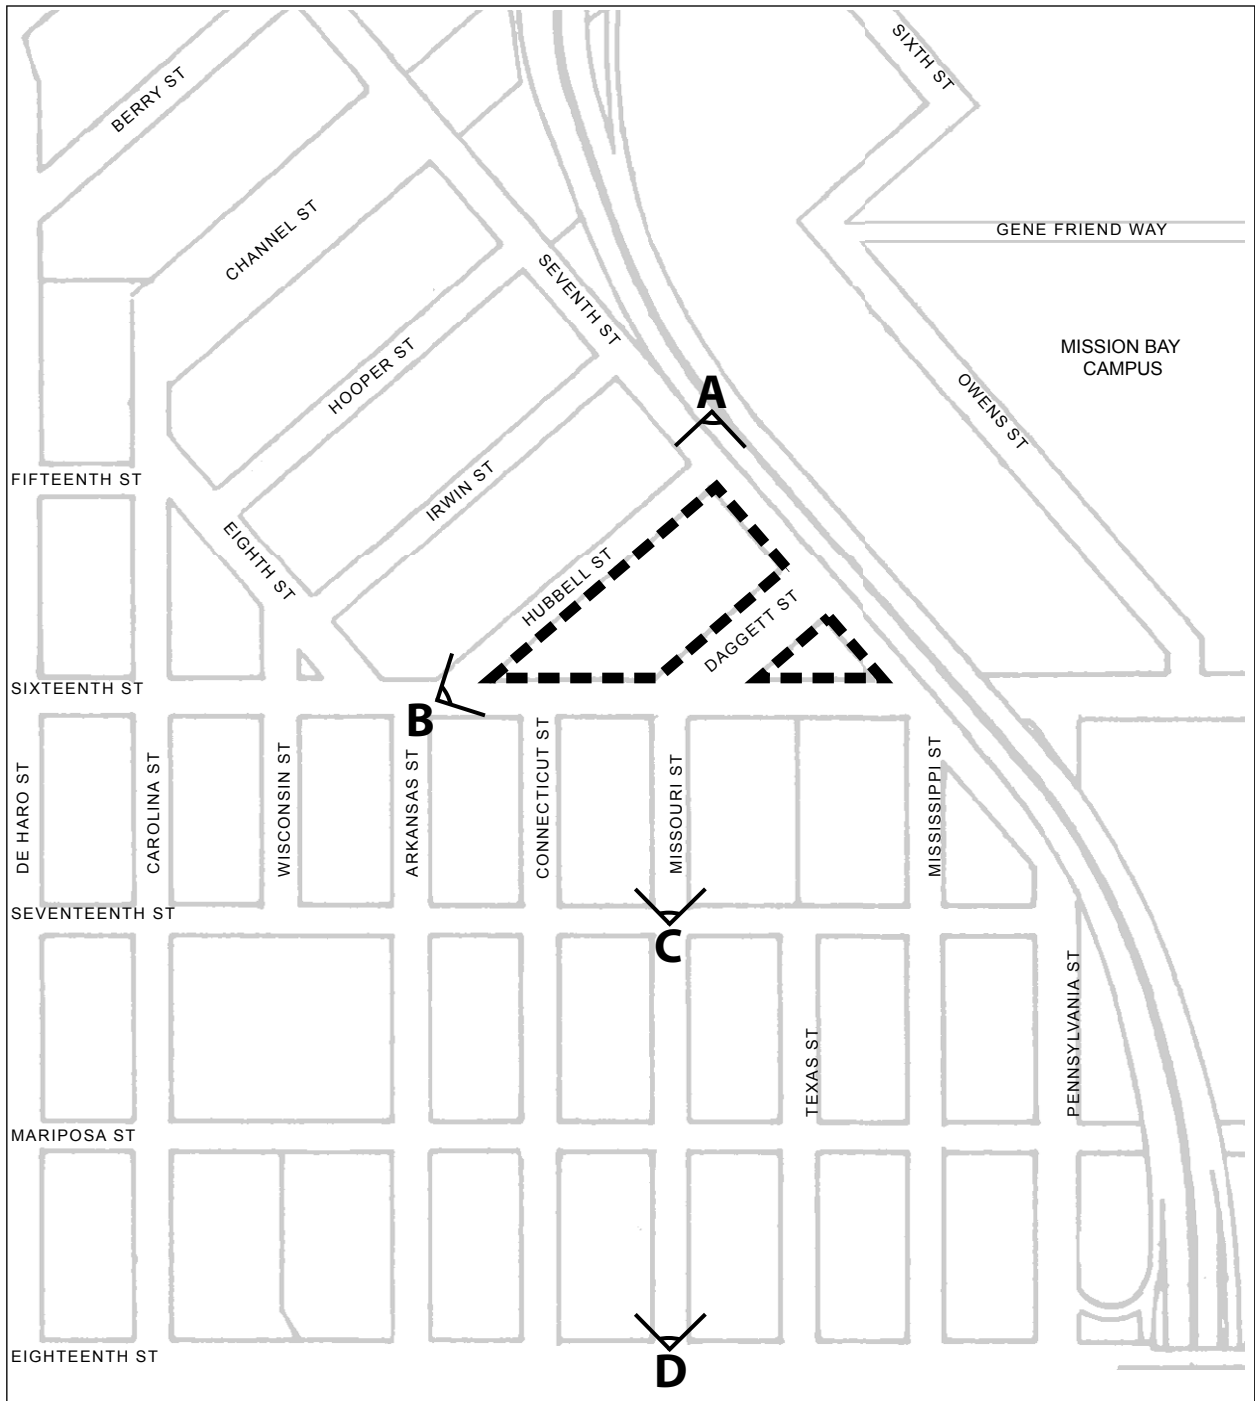 SIXTH ST
BERRY ST
GENE FRIEND WAY
CHANNEL ST
SEVENTH ST
MISSION BAY
CAMPUS
HOOPER ST
A
OWENS ST
FIFTEENTH ST
IRWIN ST
EIGHTH ST
HUBBELL ST
DAGGETT ST
SIXTEENTH ST
B
DE HARO ST
CAROLINA ST
WISCONSIN ST
ARKANSAS ST
CONNECTICUT ST
MISSOURI ST
MISSISSIPPI ST
SEVENTEENTH ST
C
PENNSYLVANIA ST
TEXAS ST
MARIPOSA ST
EIGHTEENTH ST
D